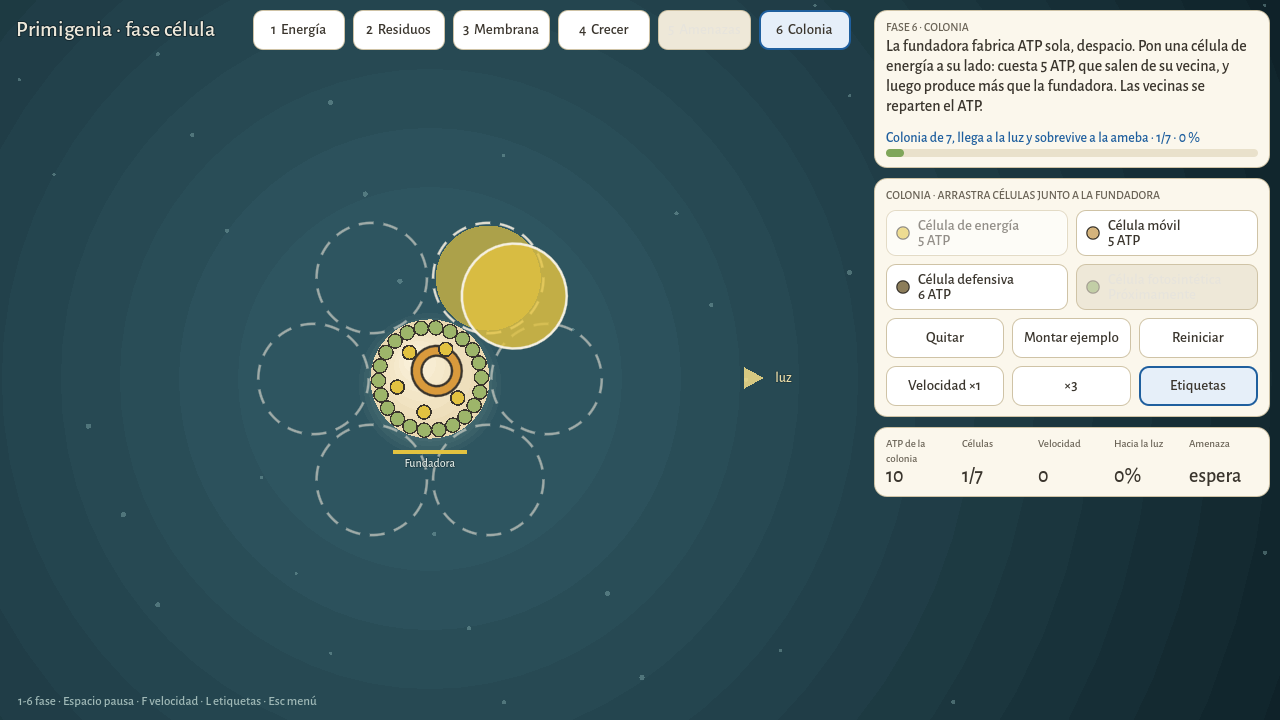 Primigenia · fase célula
1 Energía
2 Residuos
3 Membrana
4 Crecer
6 Colonia
FASE 6 · COLONIA
La fundadora fabrica ATP sola, despacio. Pon una célula de
energía a su lado: cuesta 5 ATP, que salen de su vecina, y
luego produce más que la fundadora. Las vecinas se
reparten el ATP.
Colonia de 7, llega a la luz y sobrevive a la ameba · 1/7 · 0 %
COLONIA · ARRASTRA CÉLULAS JUNTO A LA FUNDADORA
Célula de energía
5 ATP
Célula móvil
5 ATP
Célula defensiva
6 ATP
Quitar
Montar ejemplo
Reiniciar
Velocidad ×1
×3
Etiquetas
ATP de la
colonia
10
Células
1/7
Velocidad
0
Hacia la luz
0%
Amenaza
espera
luz
Fundadora
1-6 fase · Espacio pausa · F velocidad · L etiquetas · Esc menú